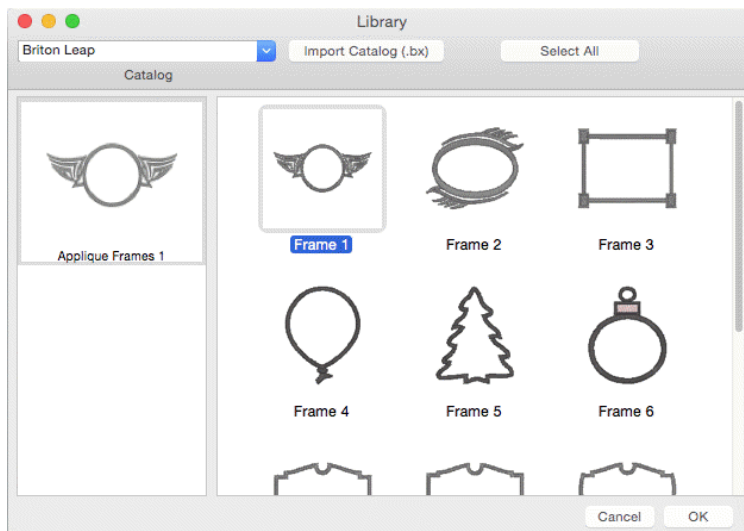 Library
Briton Leap
Import Catalog (.bx)
Select All
Catalog
Applique Frames 1
Frame 1
Frame 2
Frame 3
Frame 4
Frame 5
Frame 6
Cancel
OK